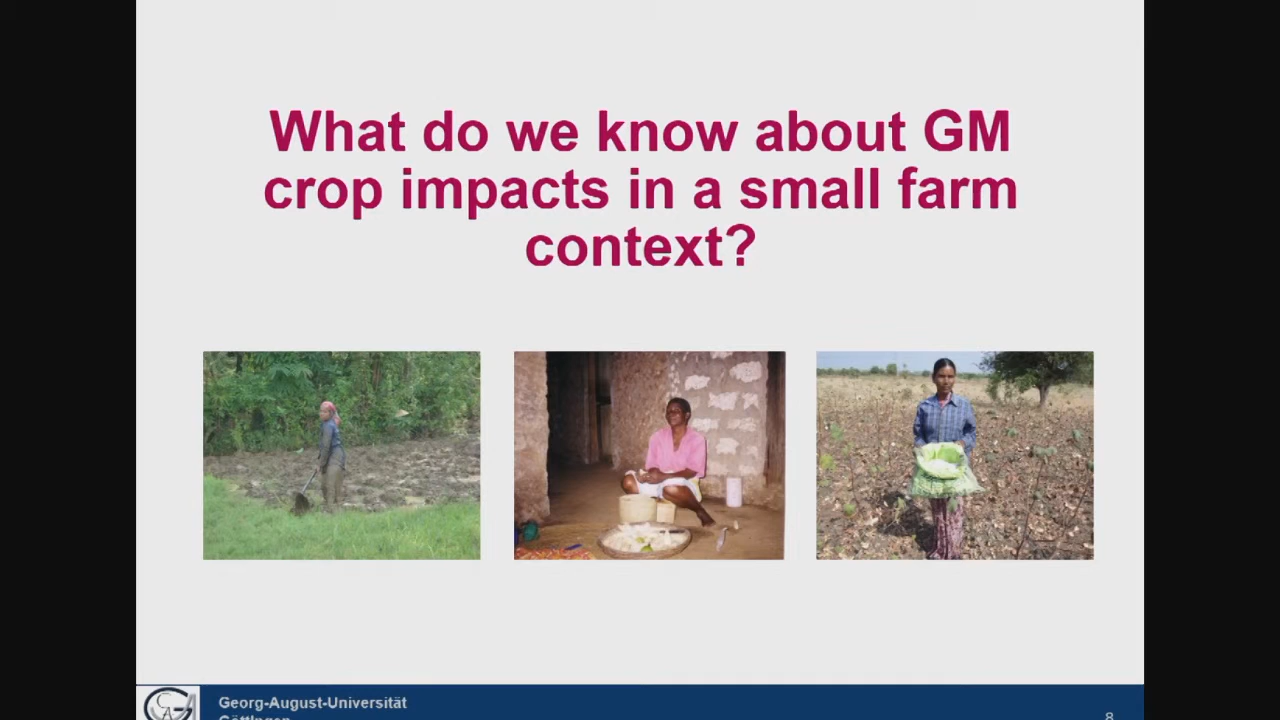 What do we know about GM
crop impacts in a small farm
context?
Georg-August-Universität
Göttingen
8